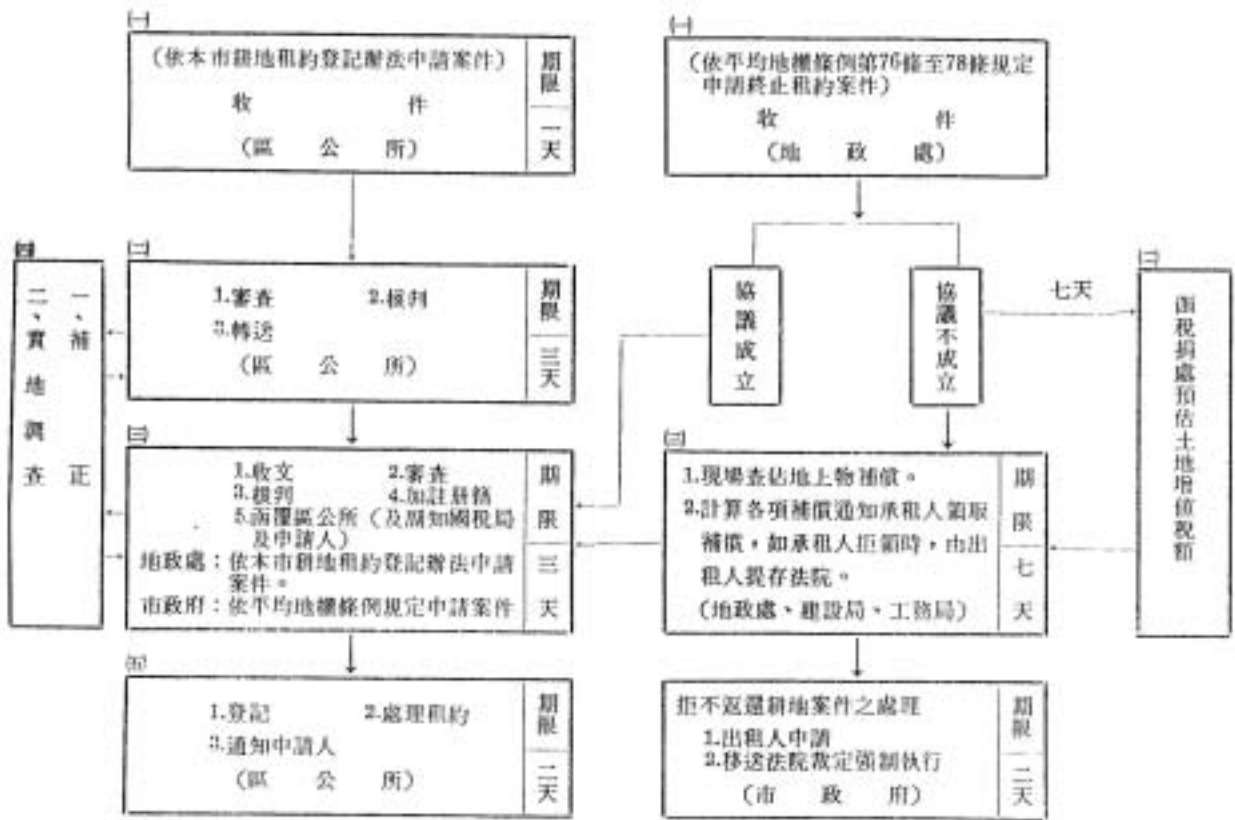 ㈠
(依本市耕地租約登記辦法申請案件)
收 件
(區 公 所)
期限 一天
㈠
(依平均地權條例第76條至78條規定
申請終止租約案件)
收 件
(地 政 處)
㈡
1.審查 2.核判
3.轉送
(區 公 所)
期限 三天
㈣
一、補 正
二、實地調查
協議成立
協議不成立
七天
㈡
函稅捐處預估土地增值稅額
㈢
1.收文 2.審查
3.核判 4.加註册籍
5.函覆區公所(及副知國稅局
及申請人)
地政處:依本市耕地租約登記辦法申請
案件。
市政府:依平均地權條例規定申請案件
期限 三天
㈢
1.現場查估地上物補償。
2.計算各項補償通知承租人領取
補償,如承租人拒領時,由出
租人提存法院。
(地政處、建設局、工務局)
期限 七天
㈤
1.登記 2.處理租約
3.通知申請人
(區 公 所)
期限 二天
拒不返還耕地案件之處理
1.出租人申請
2.移送法院裁定強制執行
(市 政 府)
期限 二天